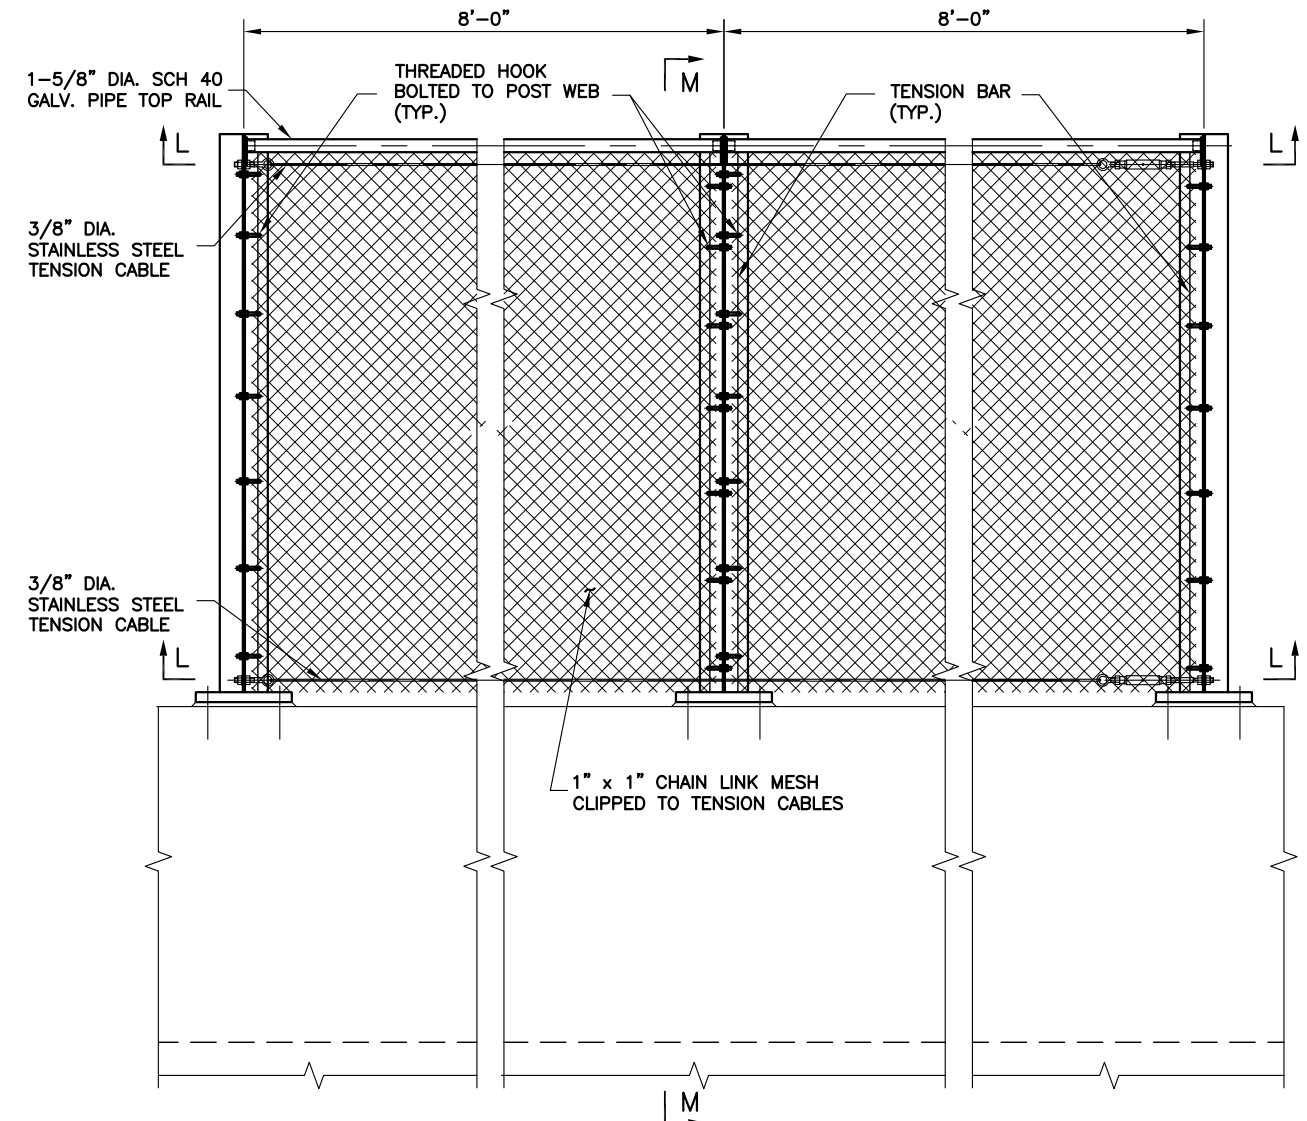 8'-0"
8'-0"
1-5/8" DIA. SCH 40
GALV. PIPE TOP RAIL
THREADED HOOK
BOLTED TO POST WEB
(TYP.)
M
TENSION BAR
(TYP.)
L
L
3/8" DIA.
STAINLESS STEEL
TENSION CABLE
3/8" DIA.
STAINLESS STEEL
TENSION CABLE
L
L
1" x 1" CHAIN LINK MESH
CLIPPED TO TENSION CABLES
M